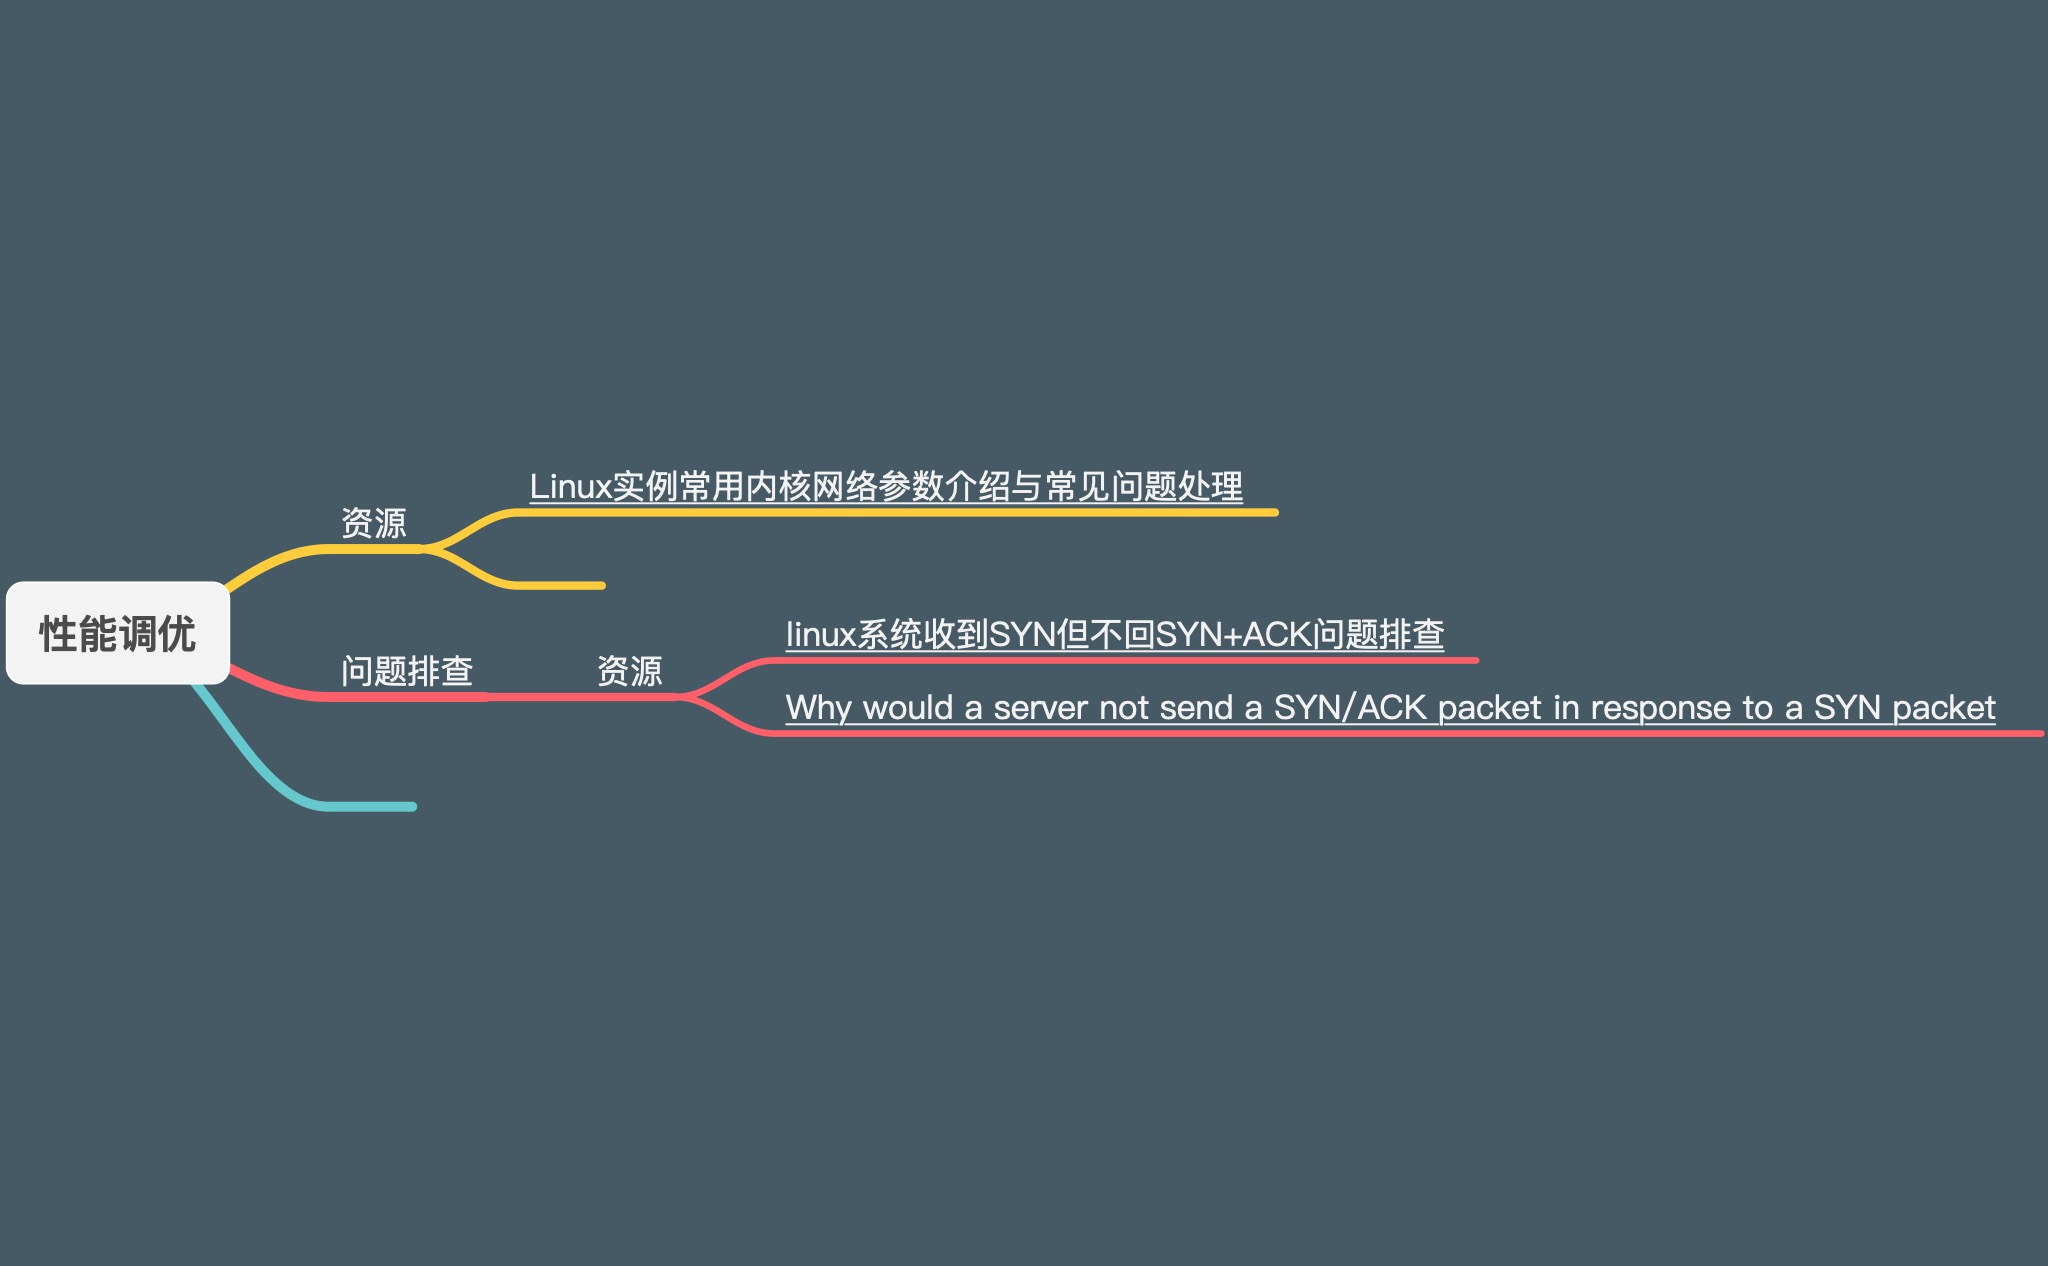 性能调优
资源
Linux实例常用内核网络参数介绍与常见问题处理
问题排查
资源
linux系统收到SYN但不回SYN+ACK问题排查
Why would a server not send a SYN/ACK packet in response to a SYN packet